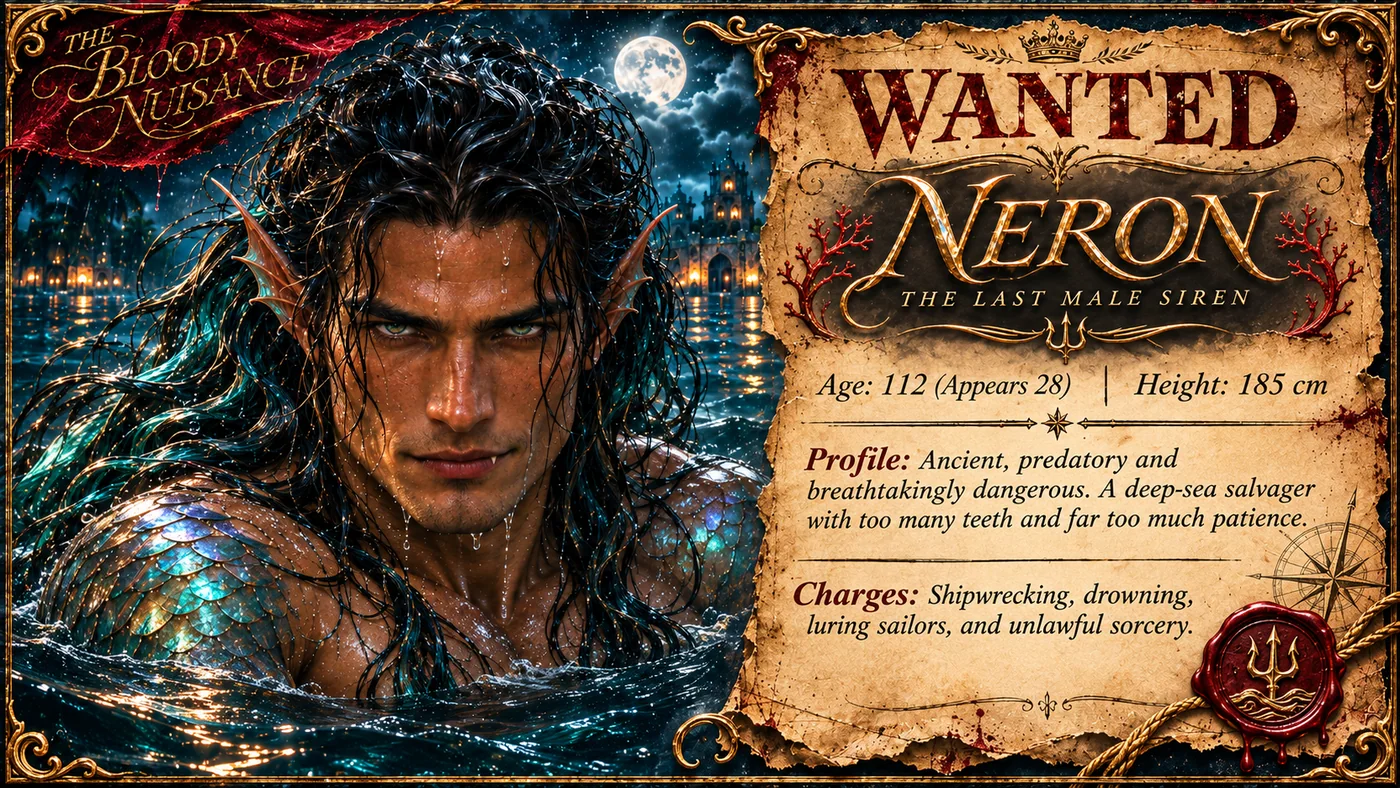 THE
BLOODY
NUISANCE
WANTED
NERON
THE LAST MALE SIREN
Age: 112 (Appears 28) | Height: 185 cm
Profile: Ancient, predatory and
breathtakingly dangerous. A deep-sea salvager
with too many teeth and far too much patience.
Charges: Shipwrecking, drowning,
luring sailors, and unlawful sorcery.